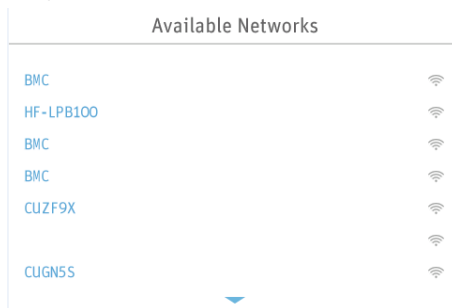 Available Networks
BMC
HF-LPB100
BMC
BMC
CUZF9X
CUGN5S